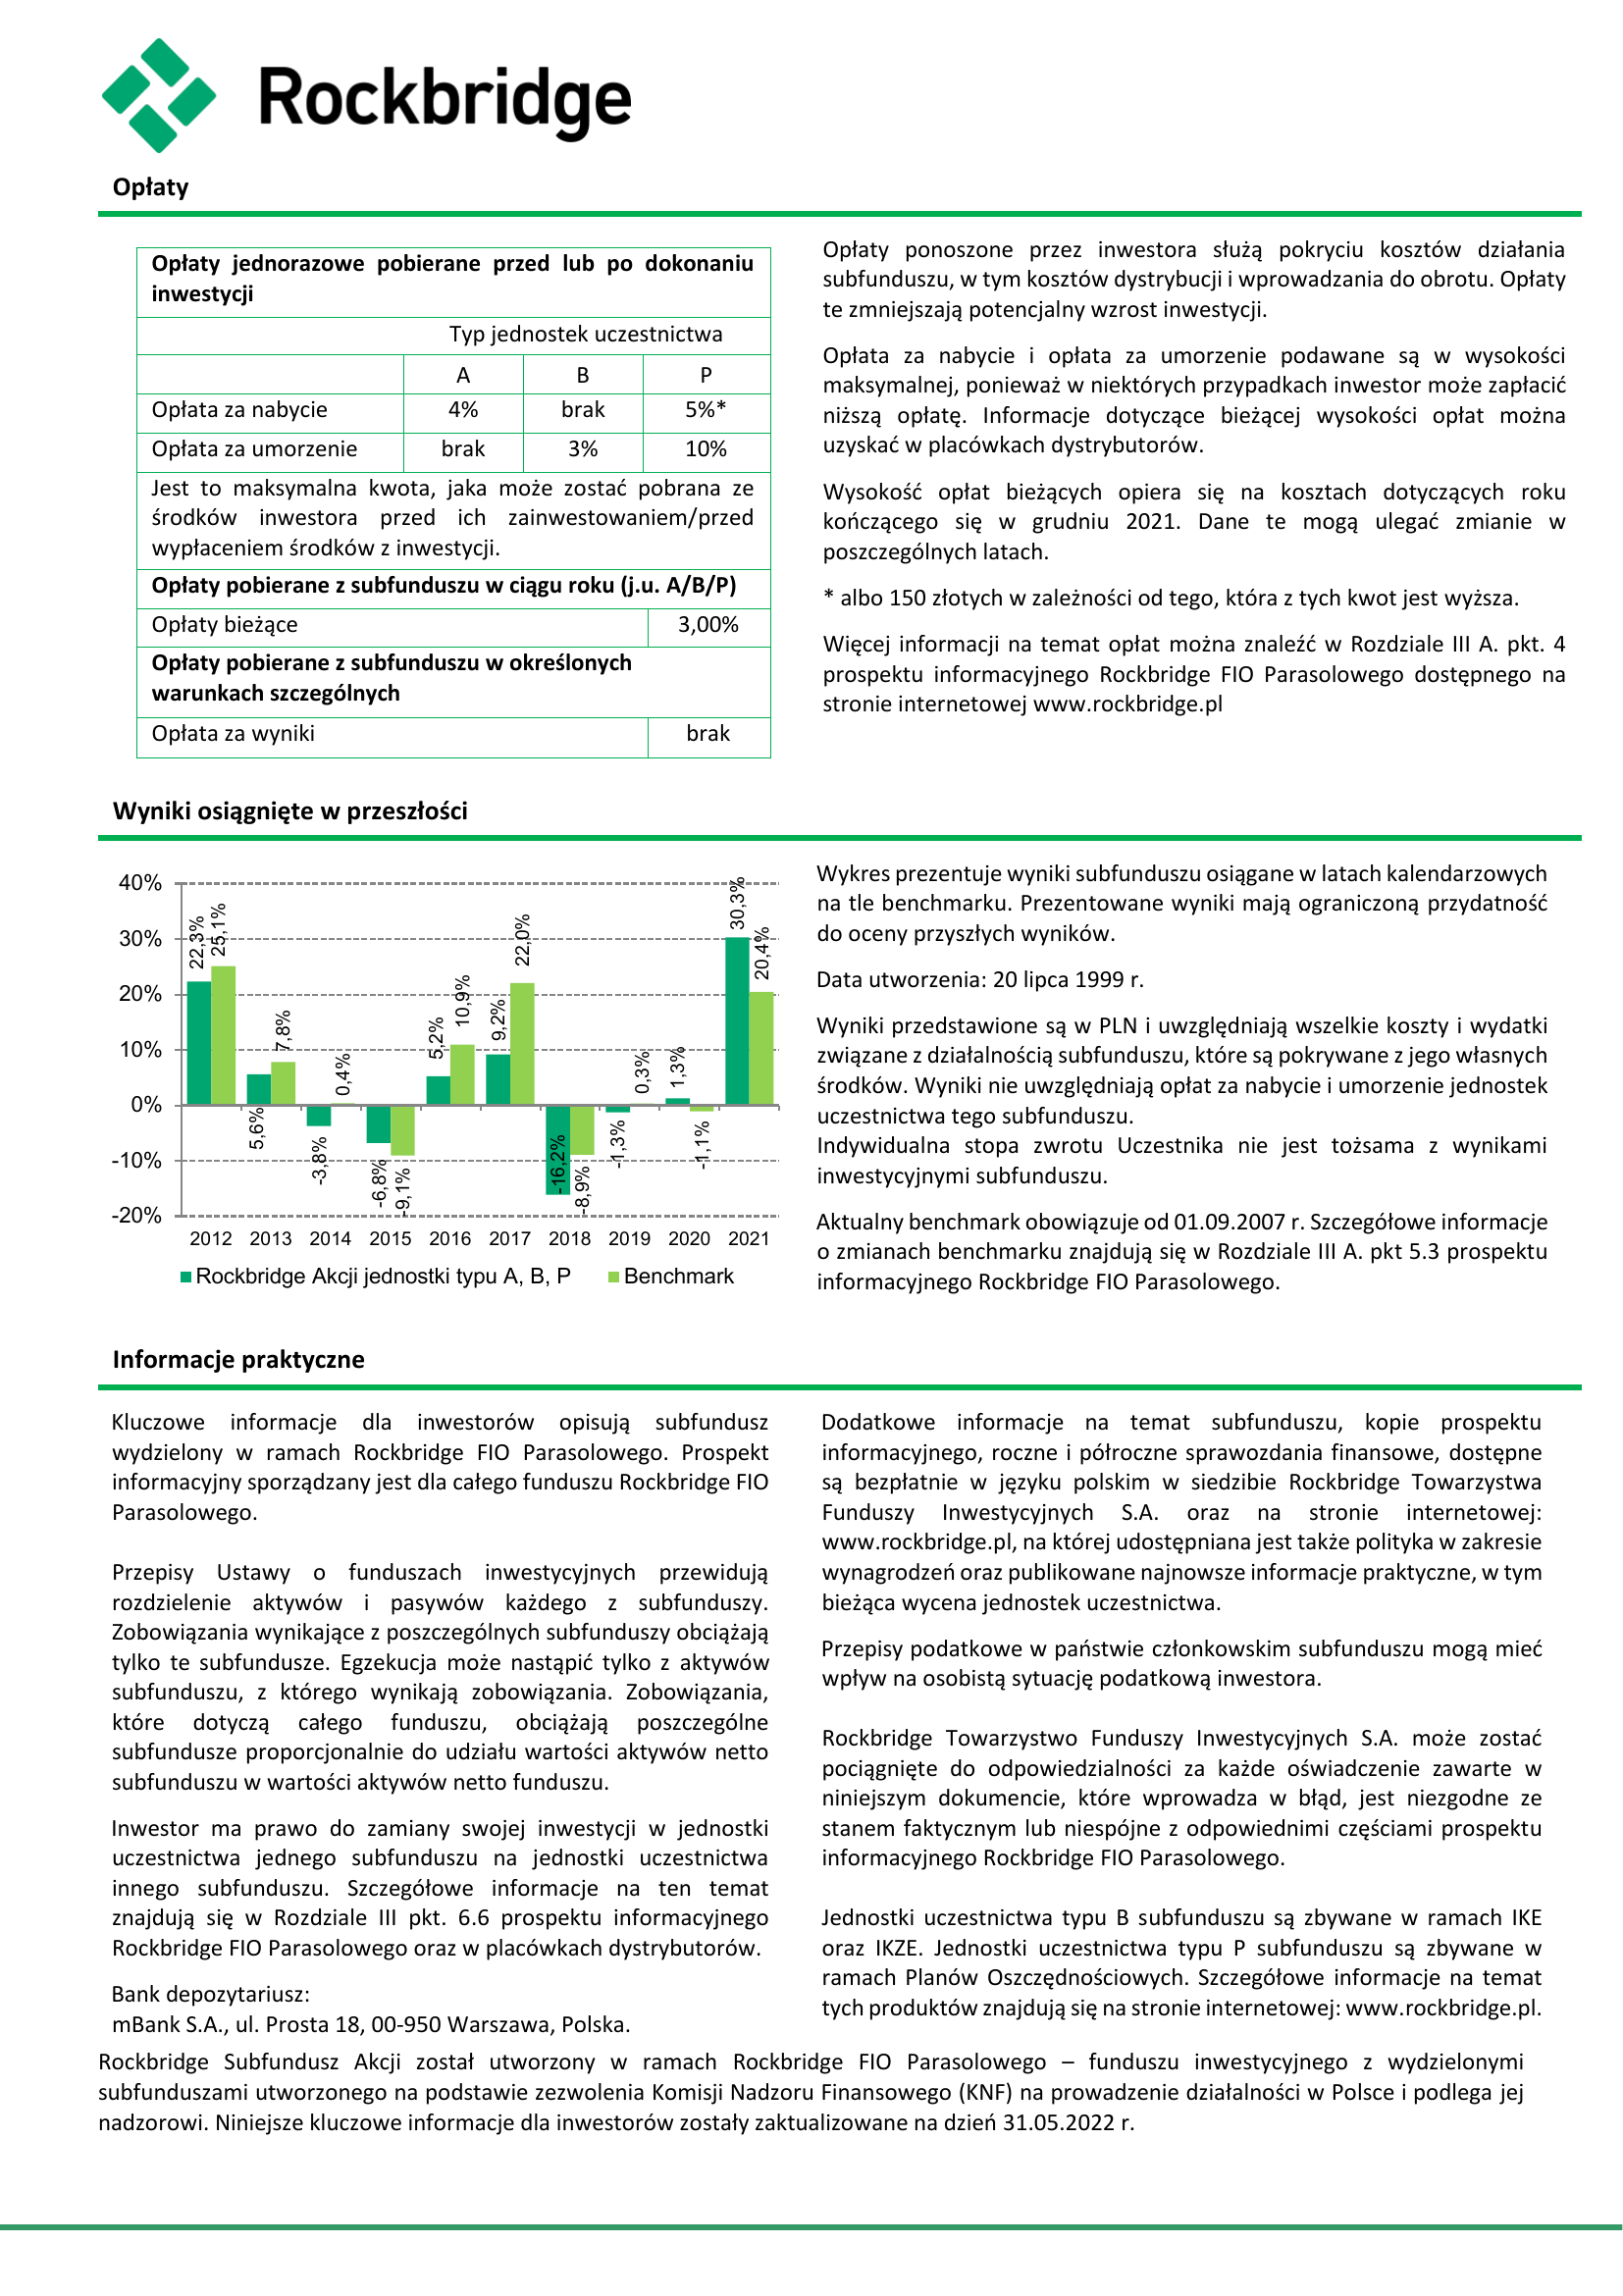 Rockbridge
Opłaty
Opłaty jednorazowe pobierane przed lub po dokonaniu
inwestycji
Typ jednostek uczestnictwa
A B P
Opłata za nabycie 4% brak 5%*
Opłata za umorzenie brak 3% 10%
Jest to maksymalna kwota, jaka może zostać pobrana ze
środków inwestora przed ich zainwestowaniem/przed
wypłaceniem środków z inwestycji.
Opłaty pobierane z subfunduszu w ciągu roku (j.u. A/B/P)
Opłaty bieżące 3,00%
Opłaty pobierane z subfunduszu w określonych
warunkach szczególnych
Opłata za wyniki brak
Opłaty ponoszone przez inwestora służą pokryciu kosztów działania
subfunduszu, w tym kosztów dystrybucji i wprowadzania do obrotu. Opłaty
te zmniejszają potencjalny wzrost inwestycji.
Opłata za nabycie i opłata za umorzenie podawane są w wysokości
maksymalnej, ponieważ w niektórych przypadkach inwestor może zapłacić
niższą opłatę. Informacje dotyczące bieżącej wysokości opłat można
uzyskać w placówkach dystrybutorów.
Wysokość opłat bieżących opiera się na kosztach dotyczących roku
kończącego się w grudniu 2021. Dane te mogą ulegać zmianie w
poszczególnych latach.
* albo 150 złotych w zależności od tego, która z tych kwot jest wyższa.
Więcej informacji na temat opłat można znaleźć w Rozdziale III A. pkt. 4
prospektu informacyjnego Rockbridge FIO Parasolowego dostępnego na
stronie internetowej www.rockbridge.pl
Wyniki osiągnięte w przeszłości
40%
30%
20%
10%
0%
-10%
-20%
22,3% 25,1%
5,6% 7,8%
-3,8% 0,4%
-6,8% -9,1%
5,2% 10,9%
9,2% 22,0%
-16,2% -8,9%
-1,3% 0,3%
1,3% -1,1%
30,3% 20,4%
2012 2013 2014 2015 2016 2017 2018 2019 2020 2021
Rockbridge Akcji jednostki typu A, B, P Benchmark
Wykres prezentuje wyniki subfunduszu osiągane w latach kalendarzowych
na tle benchmarku. Prezentowane wyniki mają ograniczoną przydatność
do oceny przyszłych wyników.
Data utworzenia: 20 lipca 1999 r.
Wyniki przedstawione są w PLN i uwzględniają wszelkie koszty i wydatki
związane z działalnością subfunduszu, które są pokrywane z jego własnych
środków. Wyniki nie uwzględniają opłat za nabycie i umorzenie jednostek
uczestnictwa tego subfunduszu.
Indywidualna stopa zwrotu Uczestnika nie jest tożsama z wynikami
inwestycyjnymi subfunduszu.
Aktualny benchmark obowiązuje od 01.09.2007 r. Szczegółowe informacje
o zmianach benchmarku znajdują się w Rozdziale III A. pkt 5.3 prospektu
informacyjnego Rockbridge FIO Parasolowego.
Informacje praktyczne
Kluczowe informacje dla inwestorów opisują subfundusz
wydzielony w ramach Rockbridge FIO Parasolowego. Prospekt
informacyjny sporządzany jest dla całego funduszu Rockbridge FIO
Parasolowego.
Przepisy Ustawy o funduszach inwestycyjnych przewidują
rozdzielenie aktywów i pasywów każdego z subfunduszy.
Zobowiązania wynikające z poszczególnych subfunduszy obciążają
tylko te subfundusze. Egzekucja może nastąpić tylko z aktywów
subfunduszu, z którego wynikają zobowiązania. Zobowiązania,
które dotyczą całego funduszu, obciążają poszczególne
subfundusze proporcjonalnie do udziału wartości aktywów netto
subfunduszu w wartości aktywów netto funduszu.
Inwestor ma prawo do zamiany swojej inwestycji w jednostki
uczestnictwa jednego subfunduszu na jednostki uczestnictwa
innego subfunduszu. Szczegółowe informacje na ten temat
znajdują się w Rozdziale III pkt. 6.6 prospektu informacyjnego
Rockbridge FIO Parasolowego oraz w placówkach dystrybutorów.
Bank depozytariusz:
mBank S.A., ul. Prosta 18, 00-950 Warszawa, Polska.
Dodatkowe informacje na temat subfunduszu, kopie prospektu
informacyjnego, roczne i półroczne sprawozdania finansowe, dostępne
są bezpłatnie w języku polskim w siedzibie Rockbridge Towarzystwa
Funduszy Inwestycyjnych S.A. oraz na stronie internetowej:
www.rockbridge.pl, na której udostępniana jest także polityka w zakresie
wynagrodzeń oraz publikowane najnowsze informacje praktyczne, w tym
bieżąca wycena jednostek uczestnictwa.
Przepisy podatkowe w państwie członkowskim subfunduszu mogą mieć
wpływ na osobistą sytuację podatkową inwestora.
Rockbridge Towarzystwo Funduszy Inwestycyjnych S.A. może zostać
pociągnięte do odpowiedzialności za każde oświadczenie zawarte w
niniejszym dokumencie, które wprowadza w błąd, jest niezgodne ze
stanem faktycznym lub niespójne z odpowiednimi częściami prospektu
informacyjnego Rockbridge FIO Parasolowego.
Jednostki uczestnictwa typu B subfunduszu są zbywane w ramach IKE
oraz IKZE. Jednostki uczestnictwa typu P subfunduszu są zbywane w
ramach Planów Oszczędnościowych. Szczegółowe informacje na temat
tych produktów znajdują się na stronie internetowej: www.rockbridge.pl.
Rockbridge Subfundusz Akcji został utworzony w ramach Rockbridge FIO Parasolowego – funduszu inwestycyjnego z wydzielonymi
subfunduszami utworzonego na podstawie zezwolenia Komisji Nadzoru Finansowego (KNF) na prowadzenie działalności w Polsce i podlega jej
nadzorowi. Niniejsze kluczowe informacje dla inwestorów zostały zaktualizowane na dzień 31.05.2022 r.